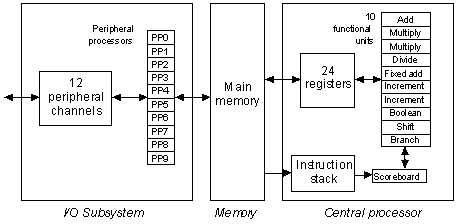 Peripheral
processors
12
peripheral
channels
PP0
PP1
PP2
PP3
PP4
PP5
PP6
PP7
PP8
PP9
I/O Subsystem
Main
memory
Memory
10
functional
units
24
registers
Add
Multiply
Multiply
Divide
Fixed add
Increment
Increment
Boolean
Shift
Branch
Instruction
stack
Scoreboard
Central processor